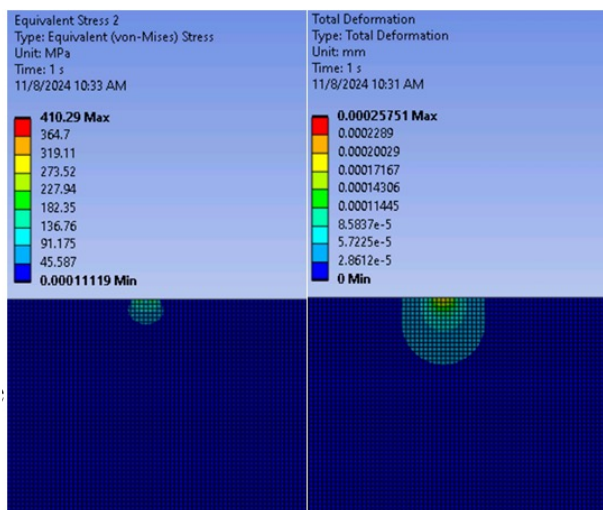 Equivalent Stress 2
Type: Equivalent (von-Mises) Stress
Unit: MPa
Time: 1 s
11/8/2024 10:33 AM
410.29 Max
364.7
319.11
273.52
227.94
182.35
136.76
91.175
45.587
0.00011119 Min
Total Deformation
Type: Total Deformation
Unit: mm
Time: 1 s
11/8/2024 10:31 AM
0.00025751 Max
0.0002289
0.00020029
0.00017167
0.00014306
0.00011445
8.5837e-5
5.7225e-5
2.8612e-5
0 Min